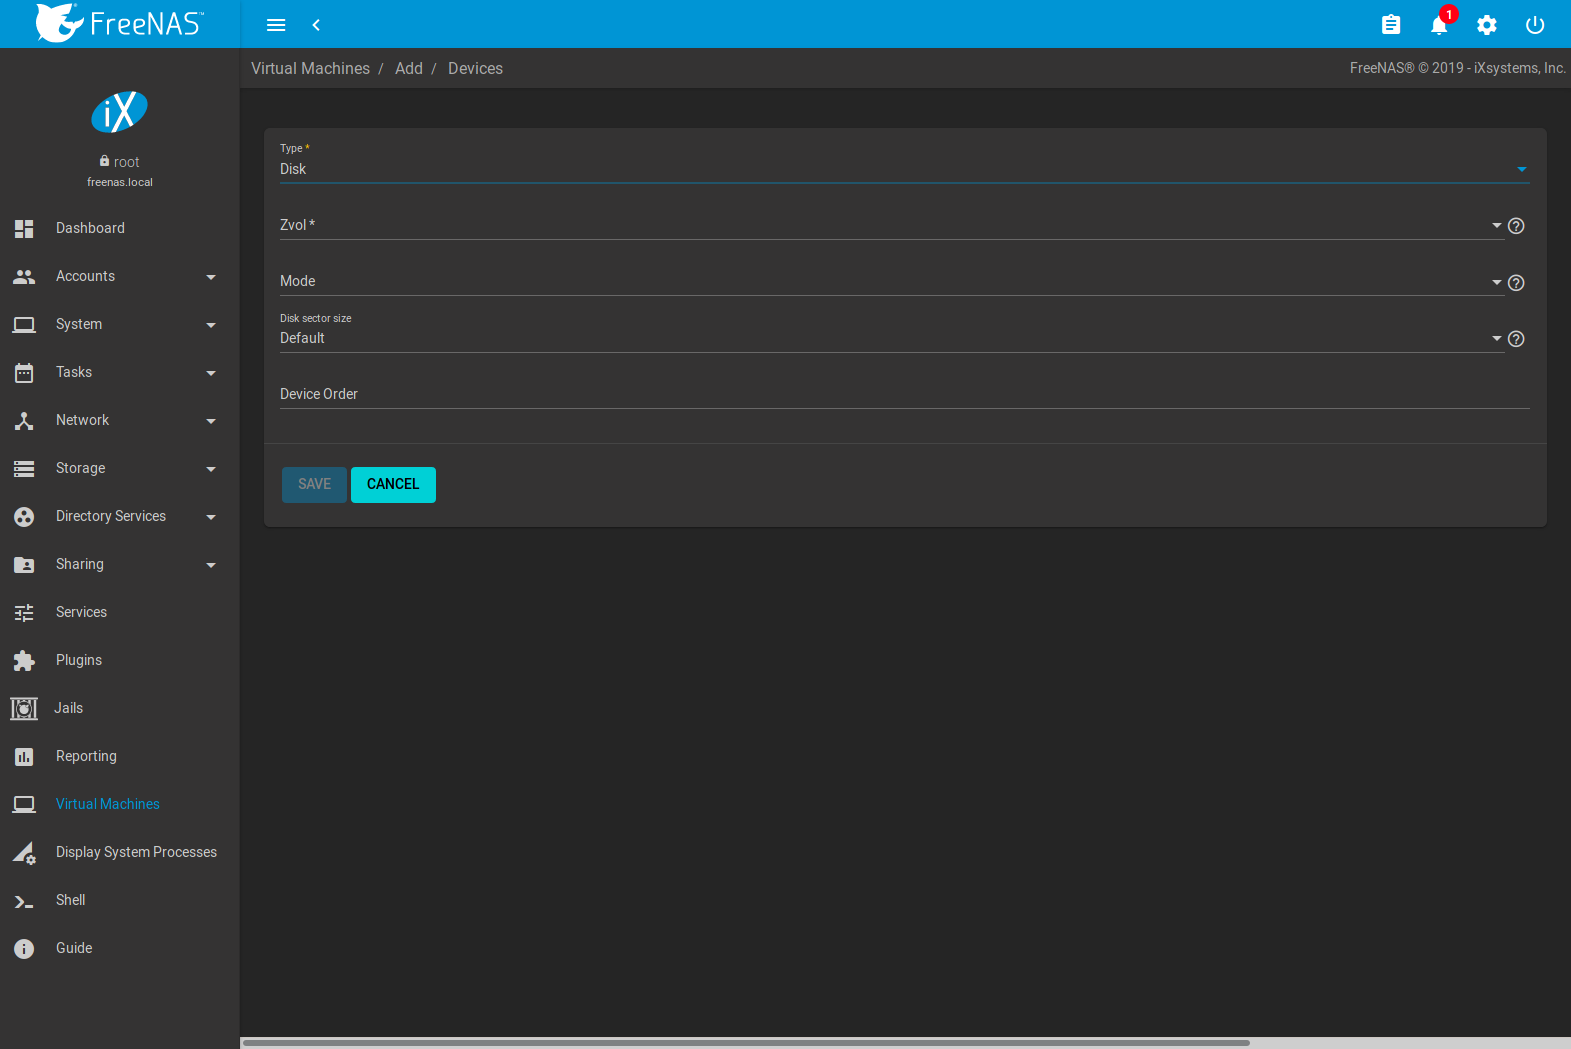 FreeNAS™
1
Virtual Machines / Add / Devices
FreeNAS® © 2019 - iXsystems, Inc.
iX
root
freenas.local
Dashboard
Accounts
System
Tasks
Network
Storage
Directory Services
Sharing
Services
Plugins
Jails
Reporting
Virtual Machines
Display System Processes
Shell
Guide
Type *
Disk
Zvol *
Mode
Disk sector size
Default
Device Order
SAVE CANCEL